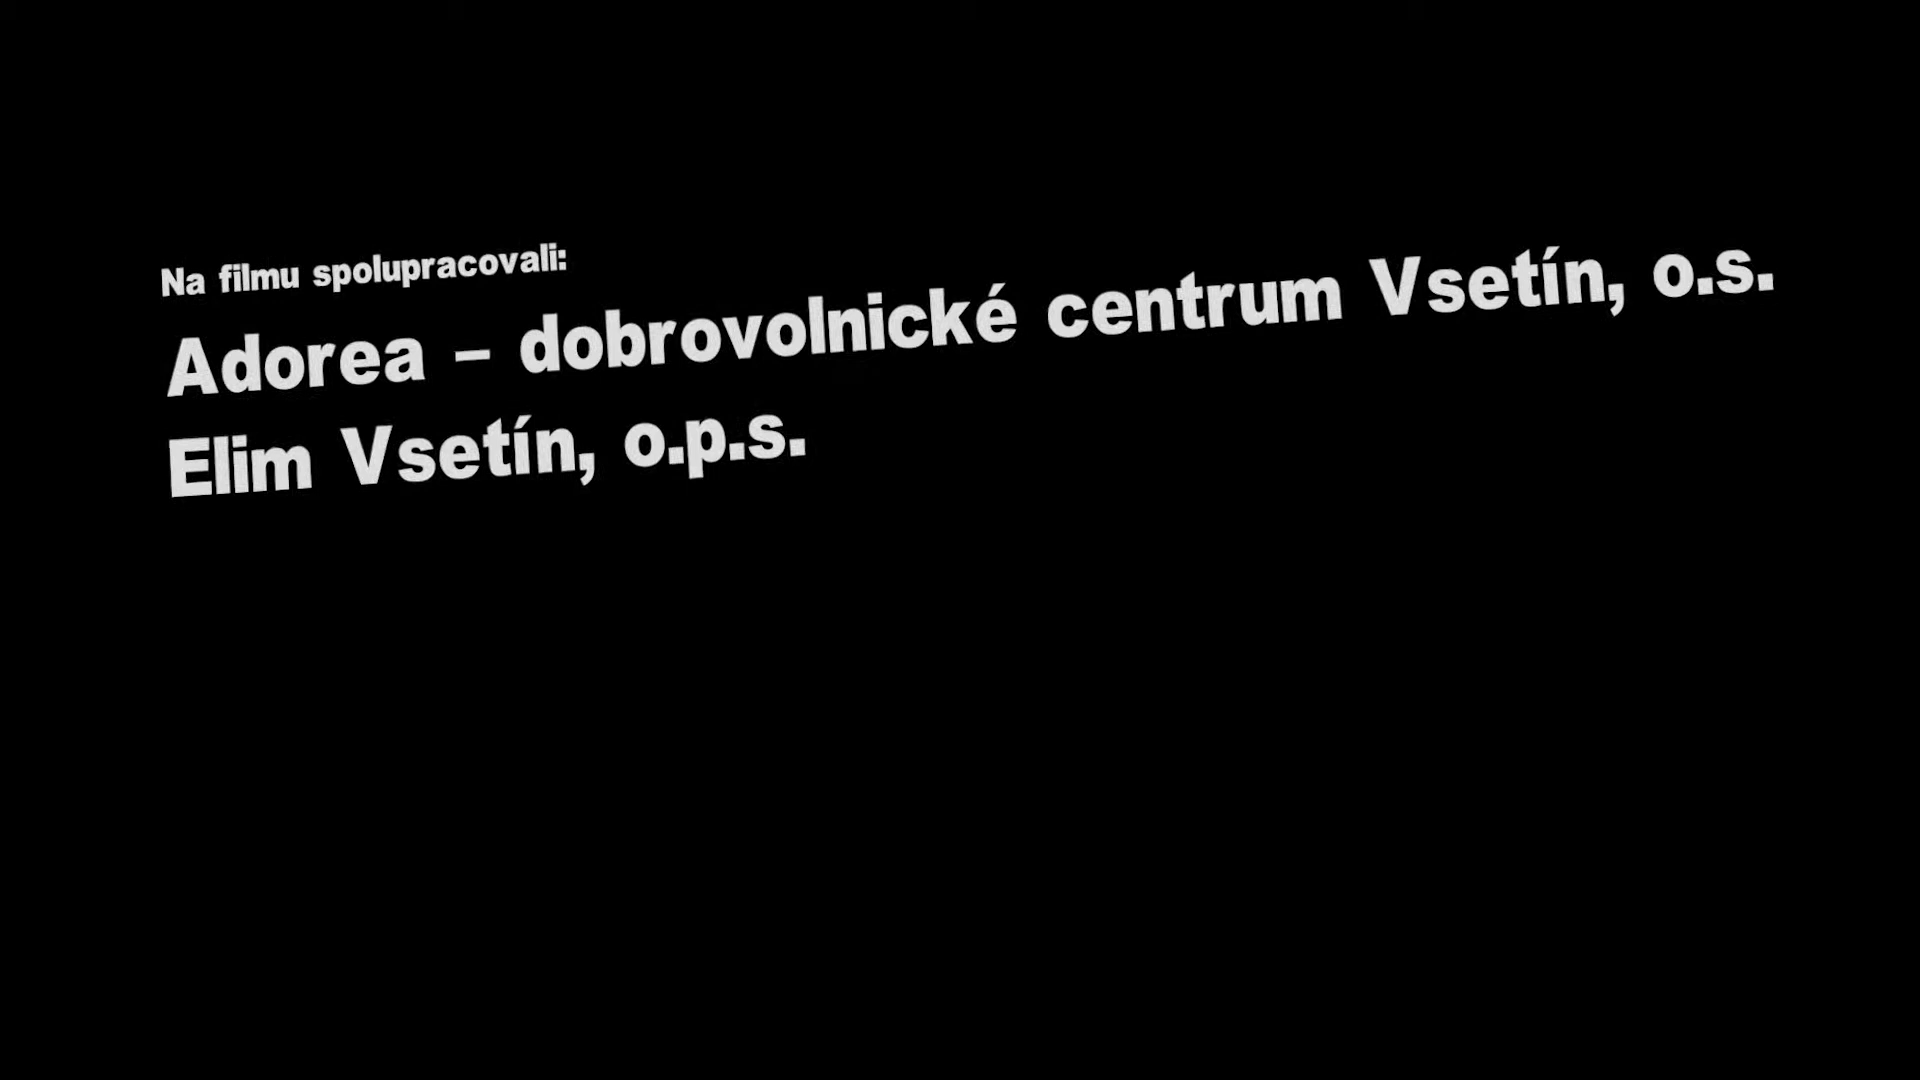 Na filmu spolupracovali:
Adorea – dobrovolnické centrum Vsetín, o.s.
Elim Vsetín, o.p.s.